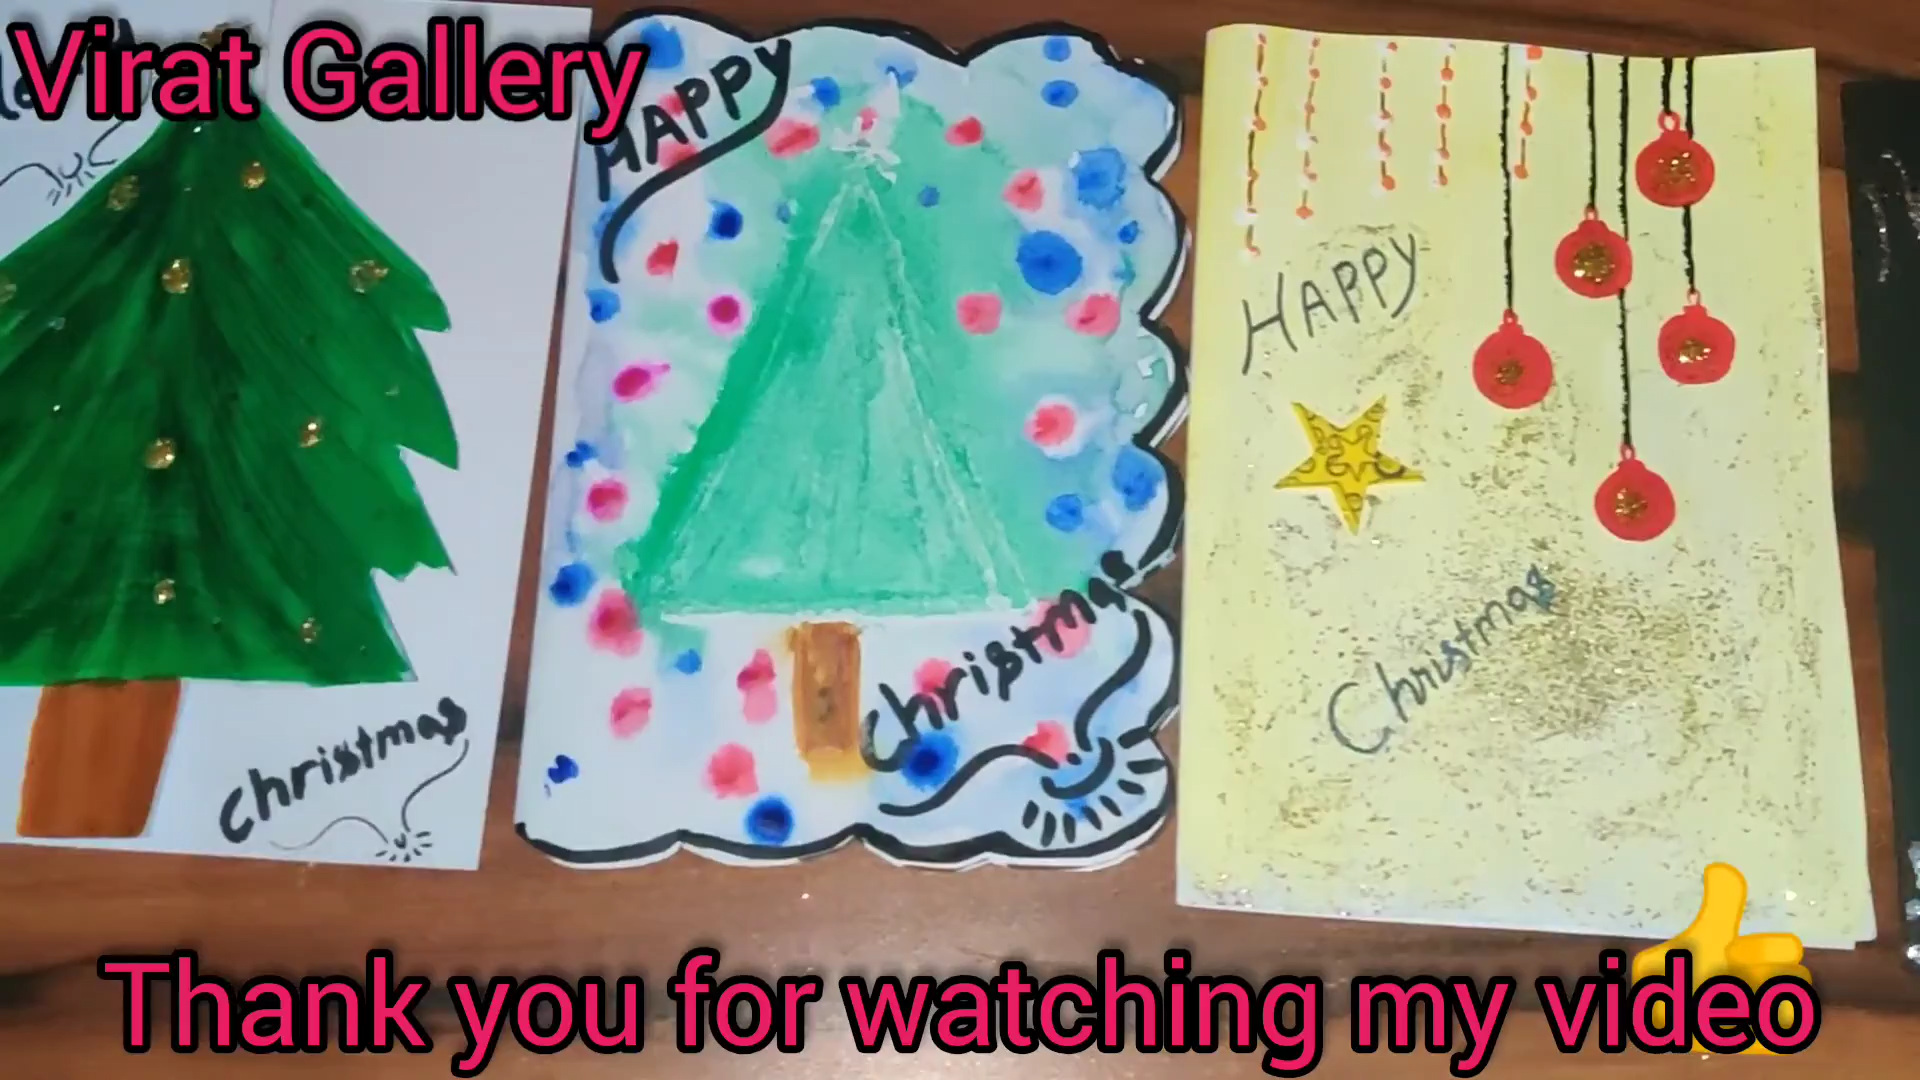 Virat Gallery
HAPPY
christmas
HAPPY
Christmas
christmas
Thank you for watching my video